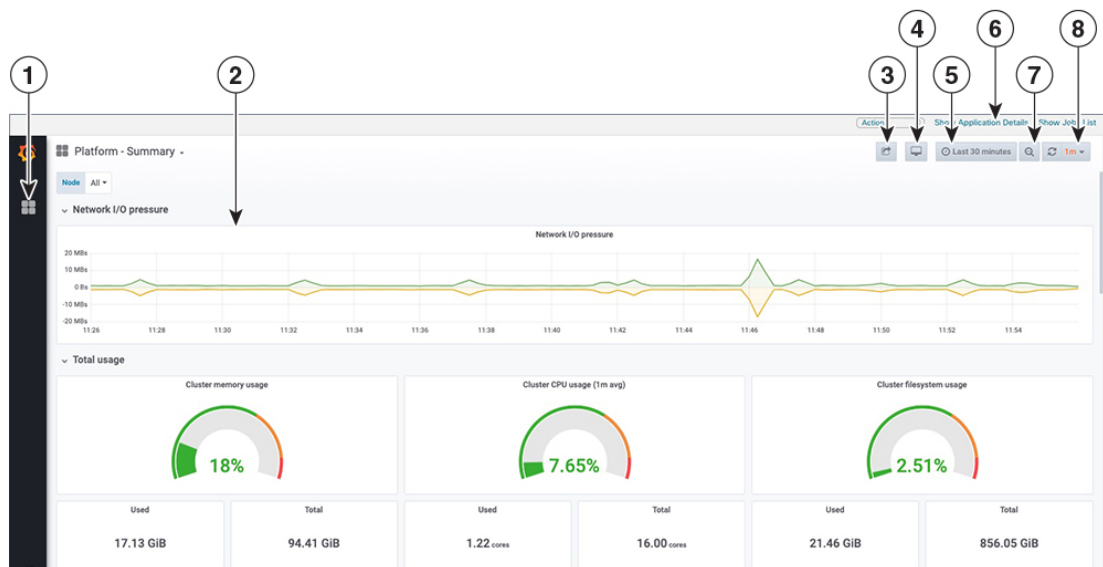 4 6 8
1 2 3 5 7
Action Show Application Details Show Job List
Platform - Summary
Last 30 minutes 1m
Node All
Network I/O pressure
Network I/O pressure
20 MBs
10 MBs
0 Bs
-10 MBs
-20 MBs
11:26 11:28 11:30 11:32 11:34 11:36 11:38 11:40 11:42 11:44 11:46 11:48 11:50 11:52 11:54
Total usage
Cluster memory usage Cluster CPU usage (1m avg) Cluster filesystem usage
18% 7.65% 2.51%
Used Total Used Total Used Total
17.13 GiB 94.41 GiB 1.22 cores 16.00 cores 21.46 GiB 856.05 GiB